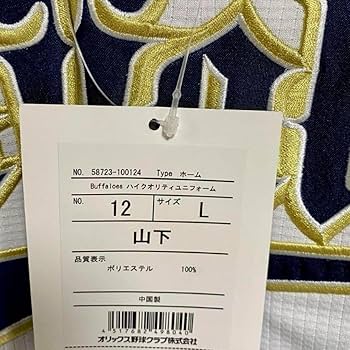 NO. 58723-100124 Type ホーム
Buffaloes ハイクオリティユニフォーム
NO. 12 サイズ L
山下
品質表示
ポリエステル 100%
中国製
4517682498040
オリックス野球クラブ株式会社